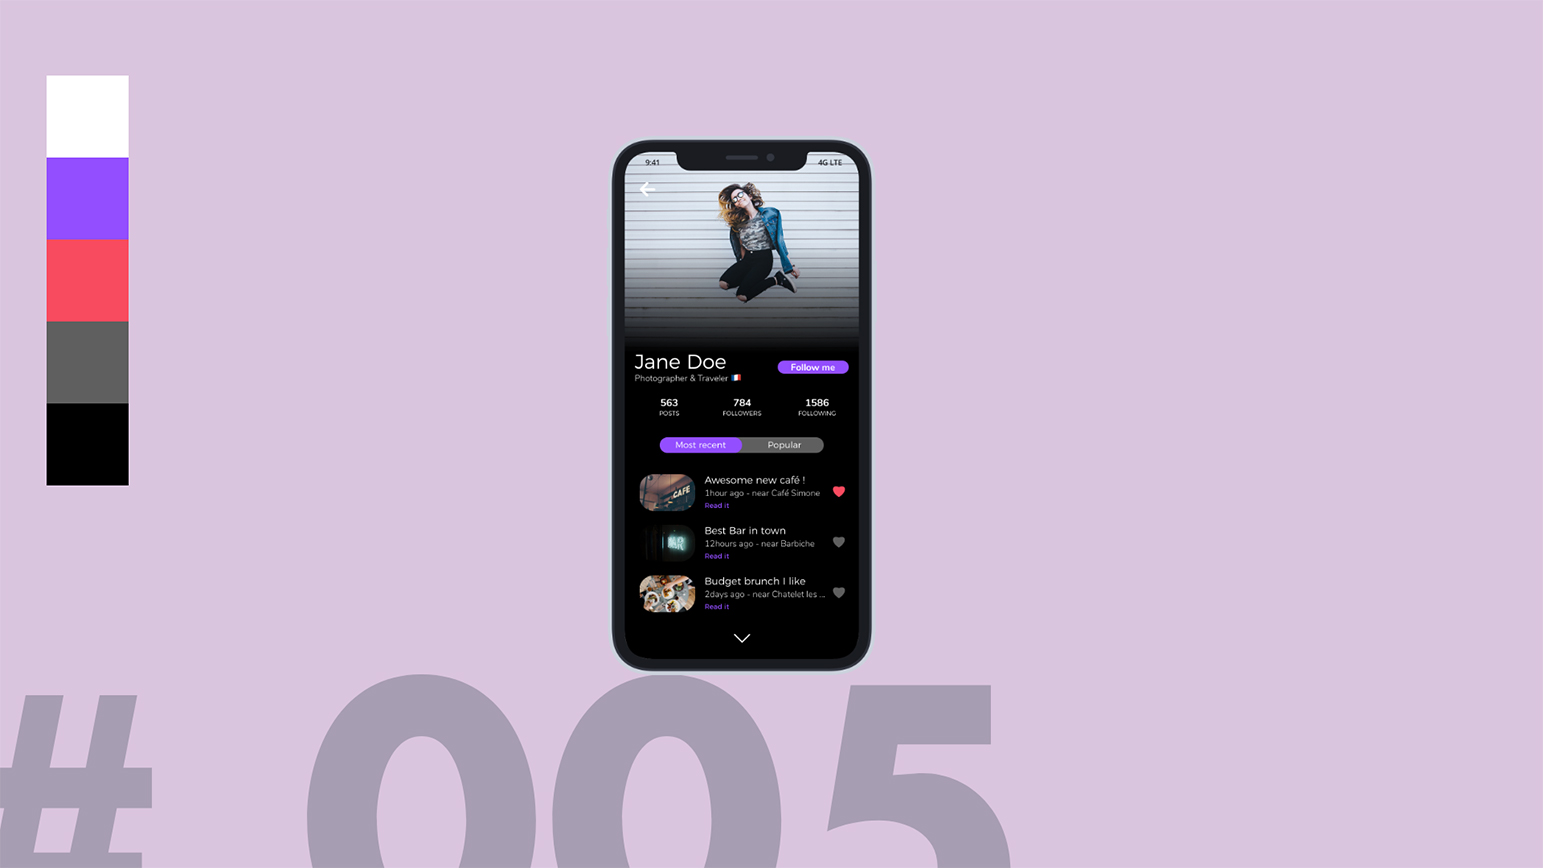 9:41
4G LTE
Jane Doe
Photographer & Traveler 🇫🇷
Follow me
563
784
1586
POSTS
FOLLOWERS
FOLLOWING
Most recent
Popular
CAFE
Awesome new café !
1hour ago - near Café Simone
Read it
BAR
Best Bar in town
12hours ago - near Barbiche
Read it
Budget brunch I like
2days ago - near Chatelet les ...
Read it
# 005